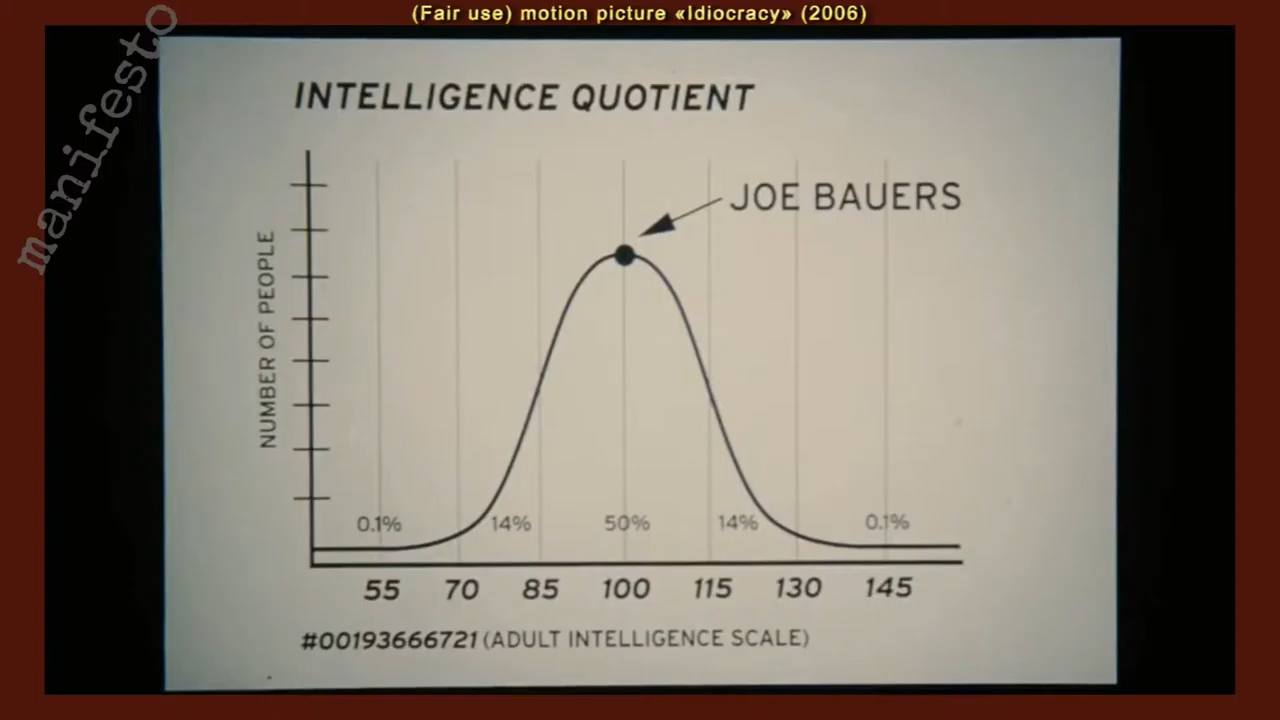 (Fair use) motion picture «Idiocracy» (2006)
manifesto
INTELLIGENCE QUOTIENT
JOE BAUERS
NUMBER OF PEOPLE
0.1% 14% 50% 14% 0.1%
55 70 85 100 115 130 145
#00193666721 (ADULT INTELLIGENCE SCALE)